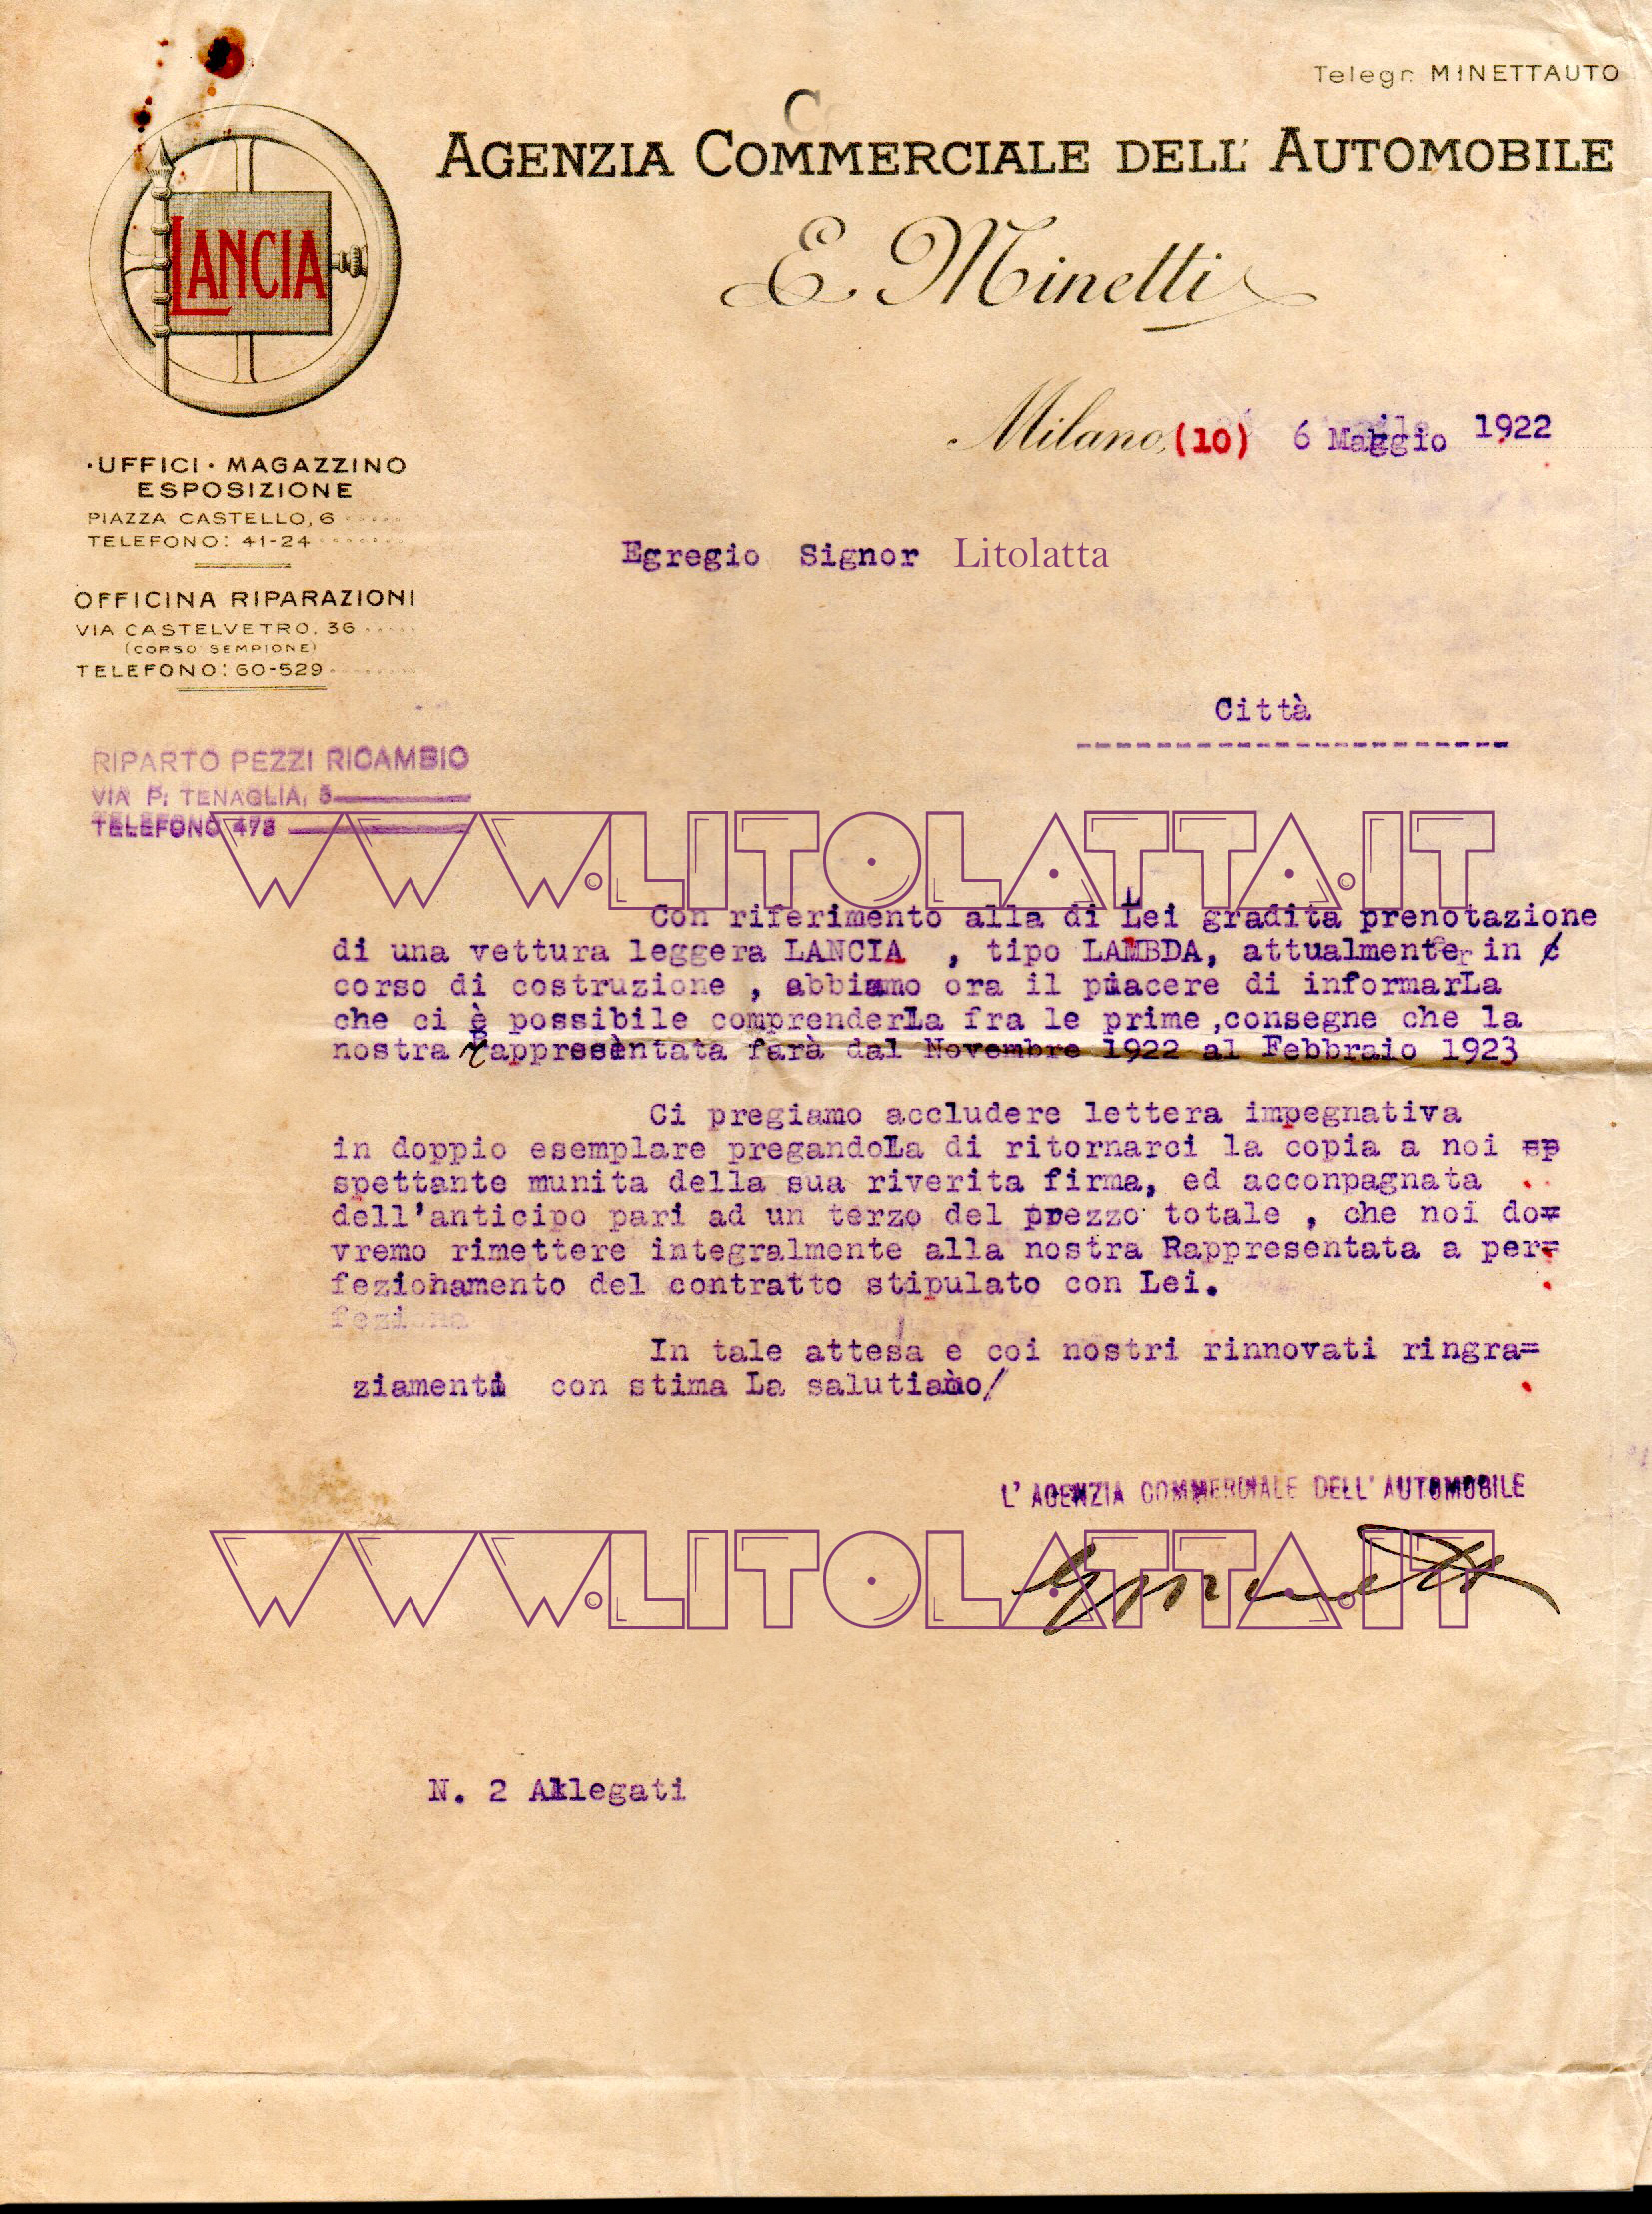 Telegr. MINETTAUTO
AGENZIA COMMERCIALE DELL' AUTOMOBILE
E. Minetti
LANCIA
Milano, (10) 6 Maggio 1922
·UFFICI · MAGAZZINO
ESPOSIZIONE
PIAZZA CASTELLO, 6
TELEFONO: 41-24
OFFICINA RIPARAZIONI
VIA CASTELVETRO, 36
(CORSO SEMPIONE)
TELEFONO: 60-529
Egregio Signor Litolatta
Città
RIPARTO PEZZI RICAMBIO
VIA P. TENAGLIA, 5
TELEFONO 478
WWW.LITOLATTA.IT
Con riferimento alla di Lei gradita prenotazione
di una vettura leggera LANCIA , tipo LAMBDA, attualmente in
corso di costruzione , abbiamo ora il piacere di informarLa
che ci è possibile comprenderLa fra le prime ,consegne che la
nostra rappresentata farà dal Novembre 1922 al Febbraio 1923
Ci pregiamo accludere lettera impegnativa
in doppio esemplare pregandoLa di ritornarci la copia a noi sp
spettante munita della sua riverita firma, ed acconpagnata
dell'anticipo pari ad un terzo del prezzo totale , che noi do=
vremo rimettere integralmente alla nostra Rappresentata a per=
fezionamento del contratto stipulato con Lei.
feziona
In tale attesa e coi nostri rinnovati ringra=
ziamenti con stima La salutiamo/
L'AGENZIA COMMERCIALE DELL'AUTOMOBILE
WWW.LITOLATTA.IT
N. 2 Allegati